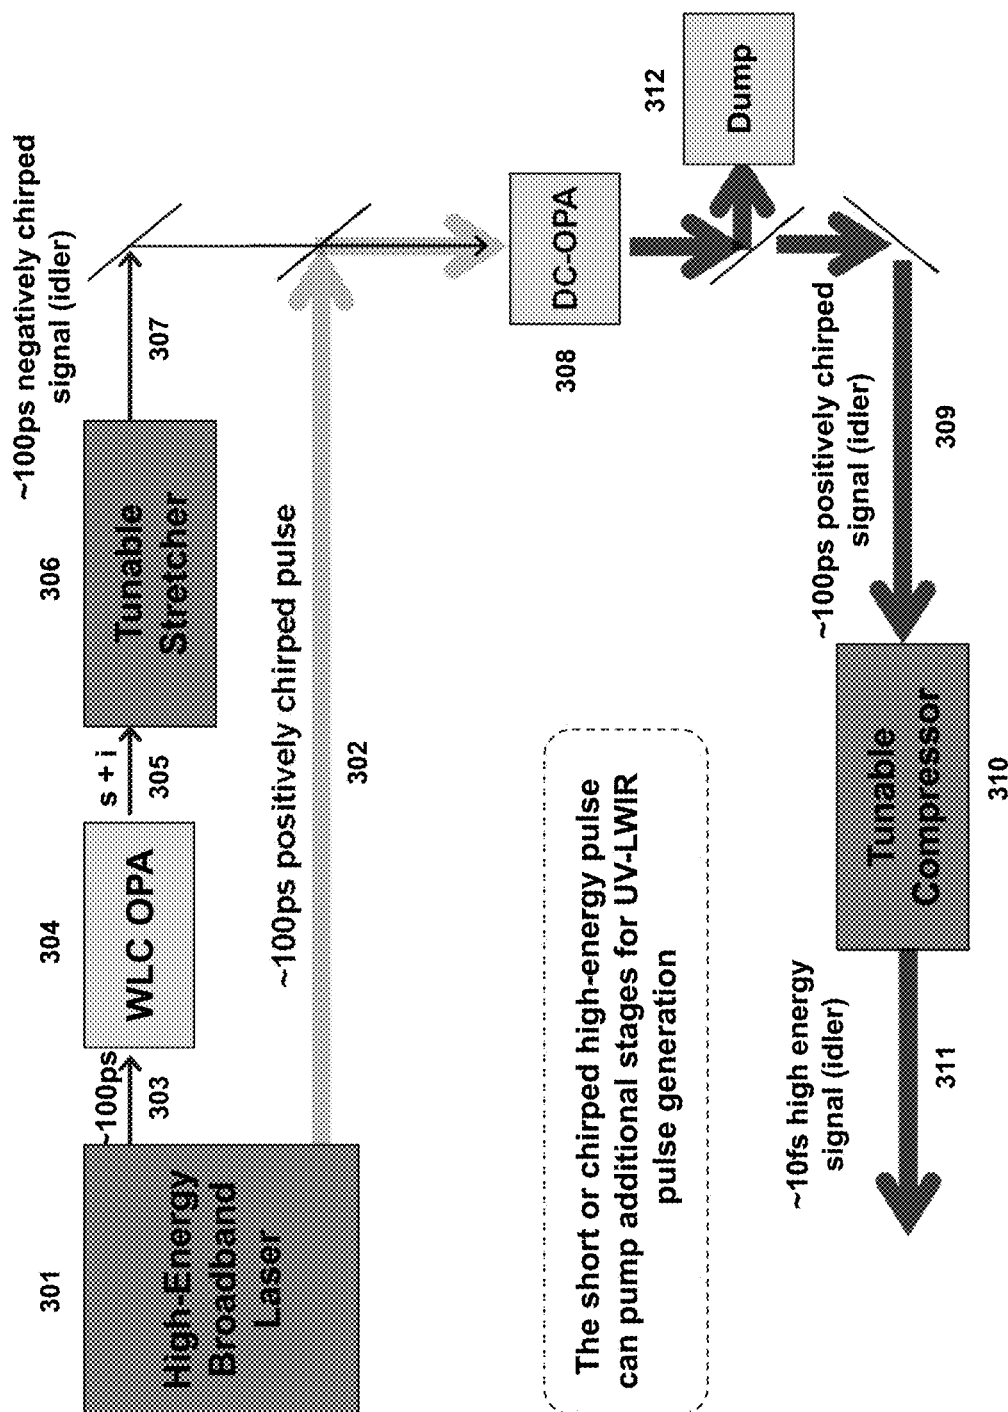 301
High-Energy
Broadband
Laser
~100ps
303
304
WLC OPA
s + i
305
306
Tunable
Stretcher
~100ps negatively chirped
signal (idler)
307
~100ps positively chirped pulse
302
308
DC-OPA
312
Dump
The short or chirped high-energy pulse
can pump additional stages for UV-LWIR
pulse generation
~100ps positively chirped
signal (idler)
309
Tunable
Compressor
310
~10fs high energy
signal (idler)
311